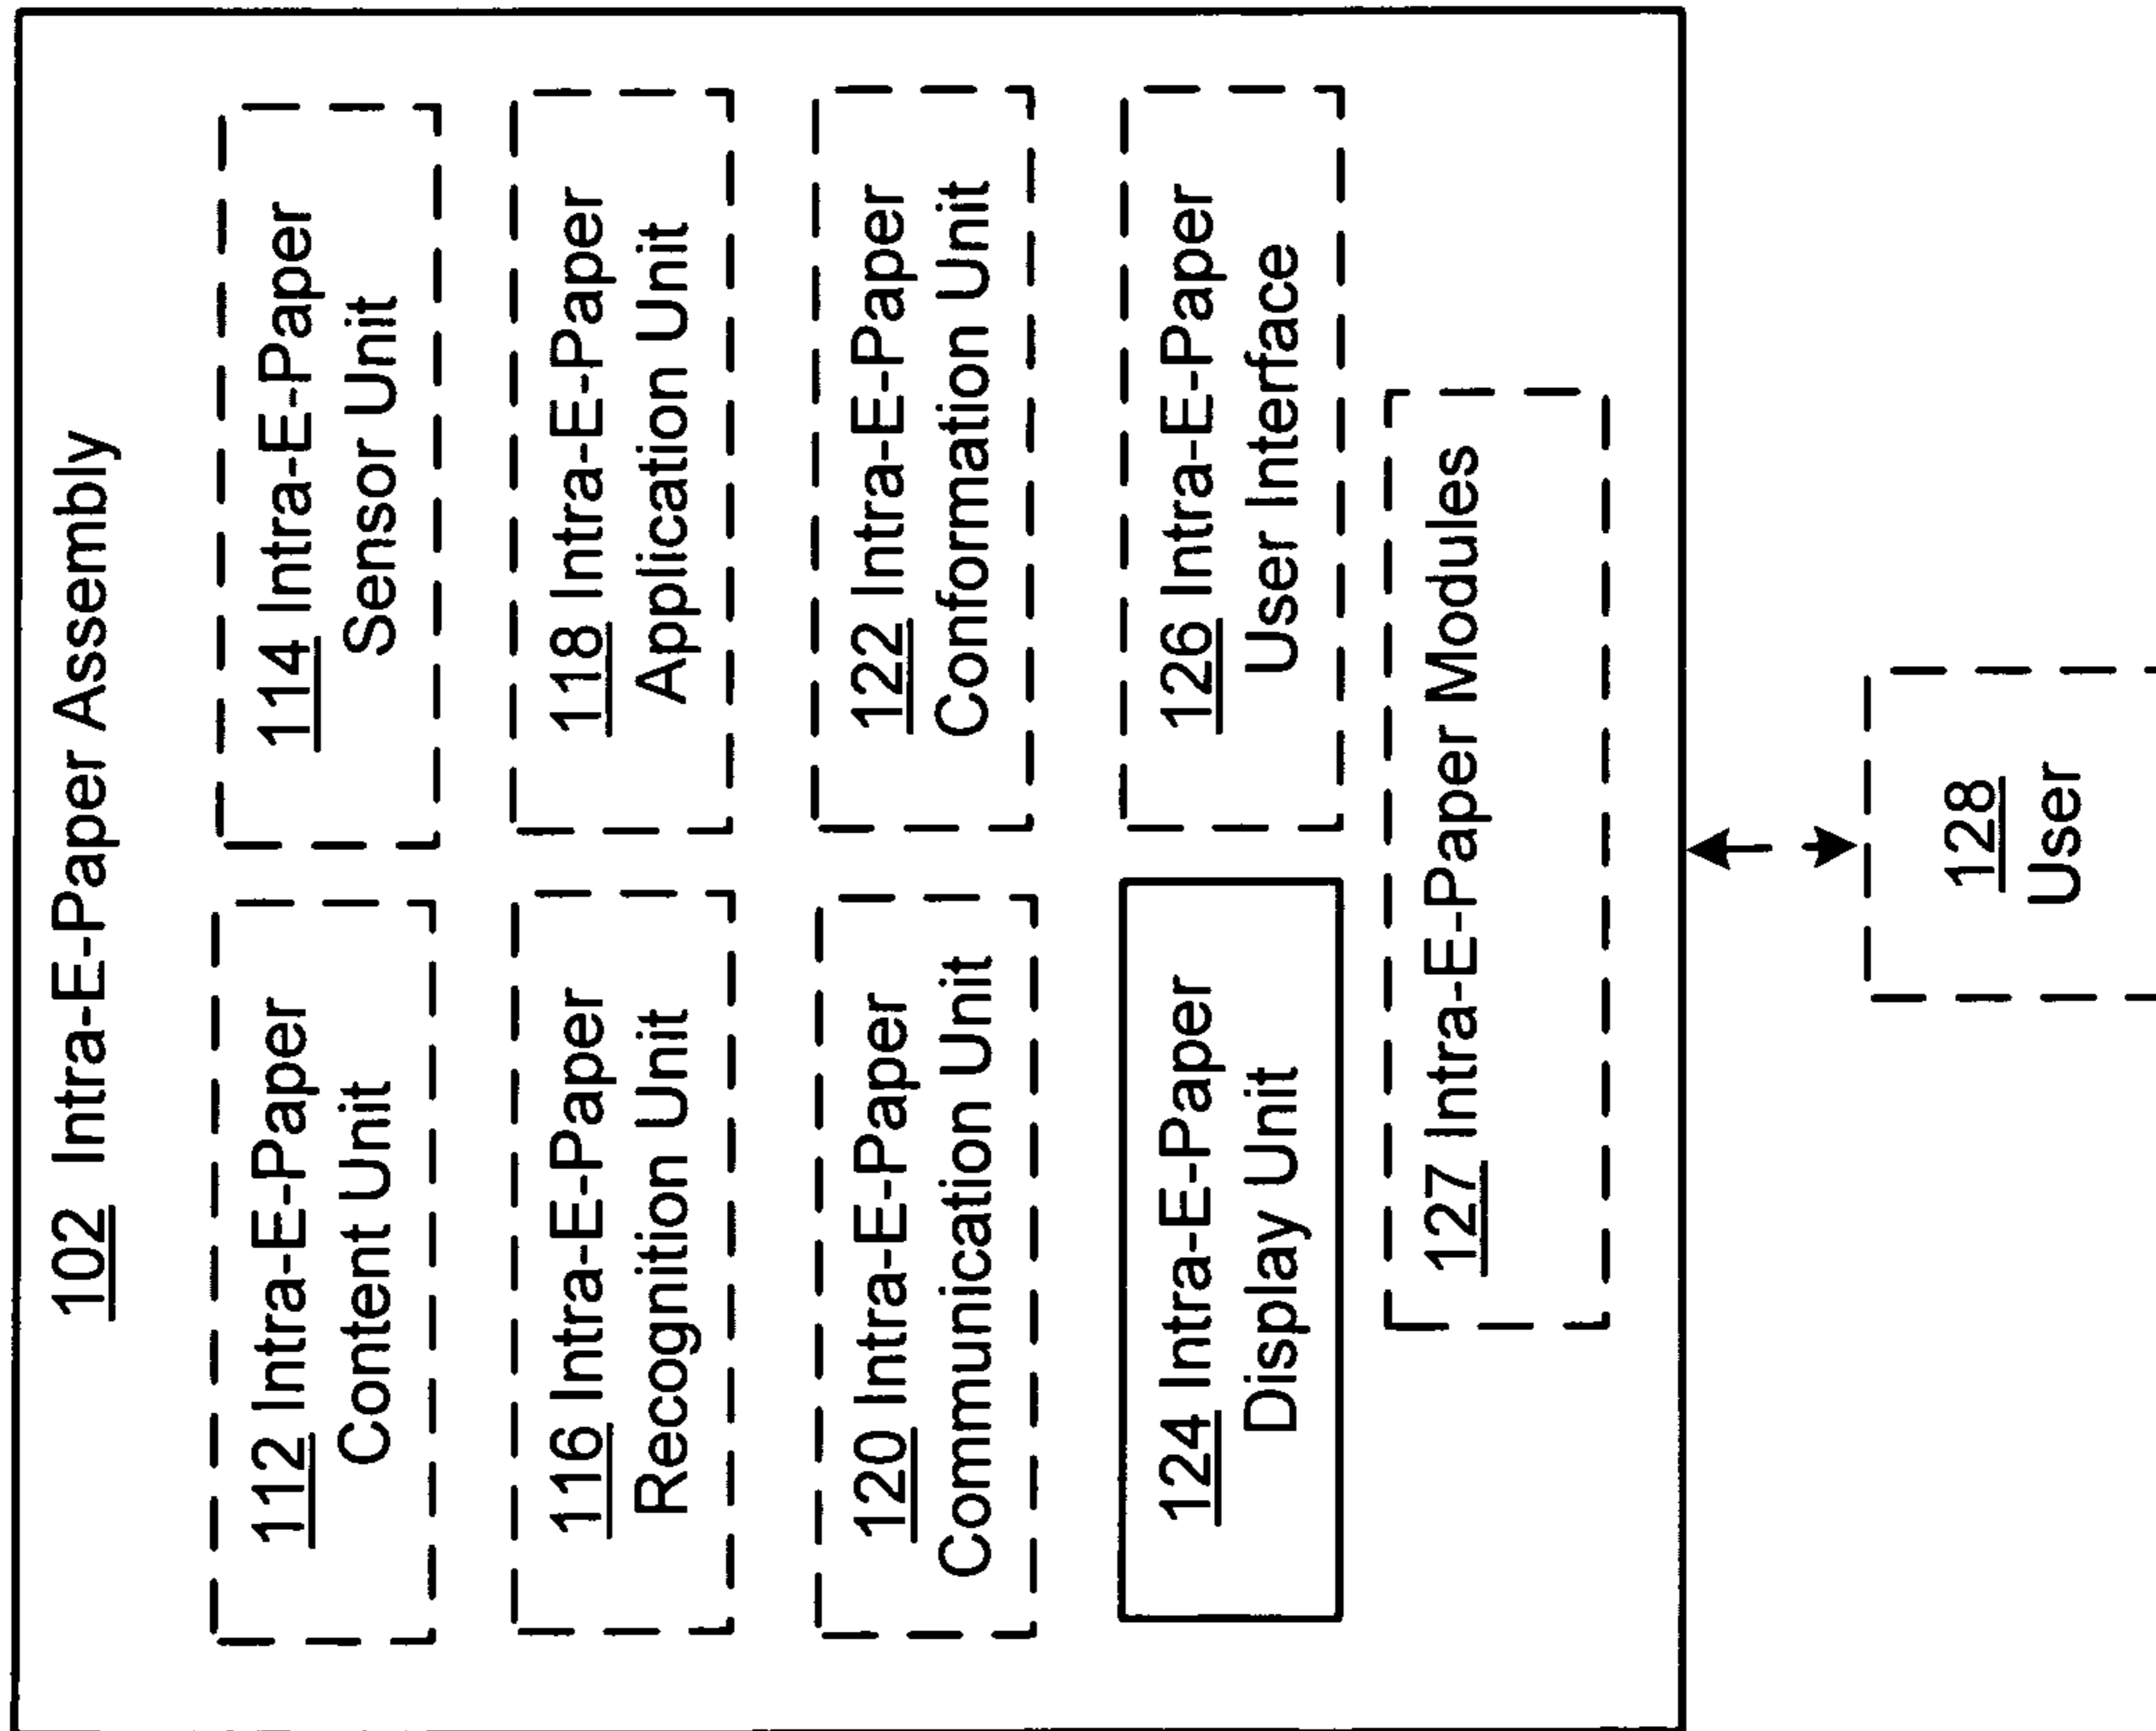 102 Intra-E-Paper Assembly
112 Intra-E-Paper
Content Unit
114 Intra-E-Paper
Sensor Unit
116 Intra-E-Paper
Recognition Unit
118 Intra-E-Paper
Application Unit
120 Intra-E-Paper
Communication Unit
122 Intra-E-Paper
Conformation Unit
124 Intra-E-Paper
Display Unit
126 Intra-E-Paper
User Interface
127 Intra-E-Paper Modules
128
User